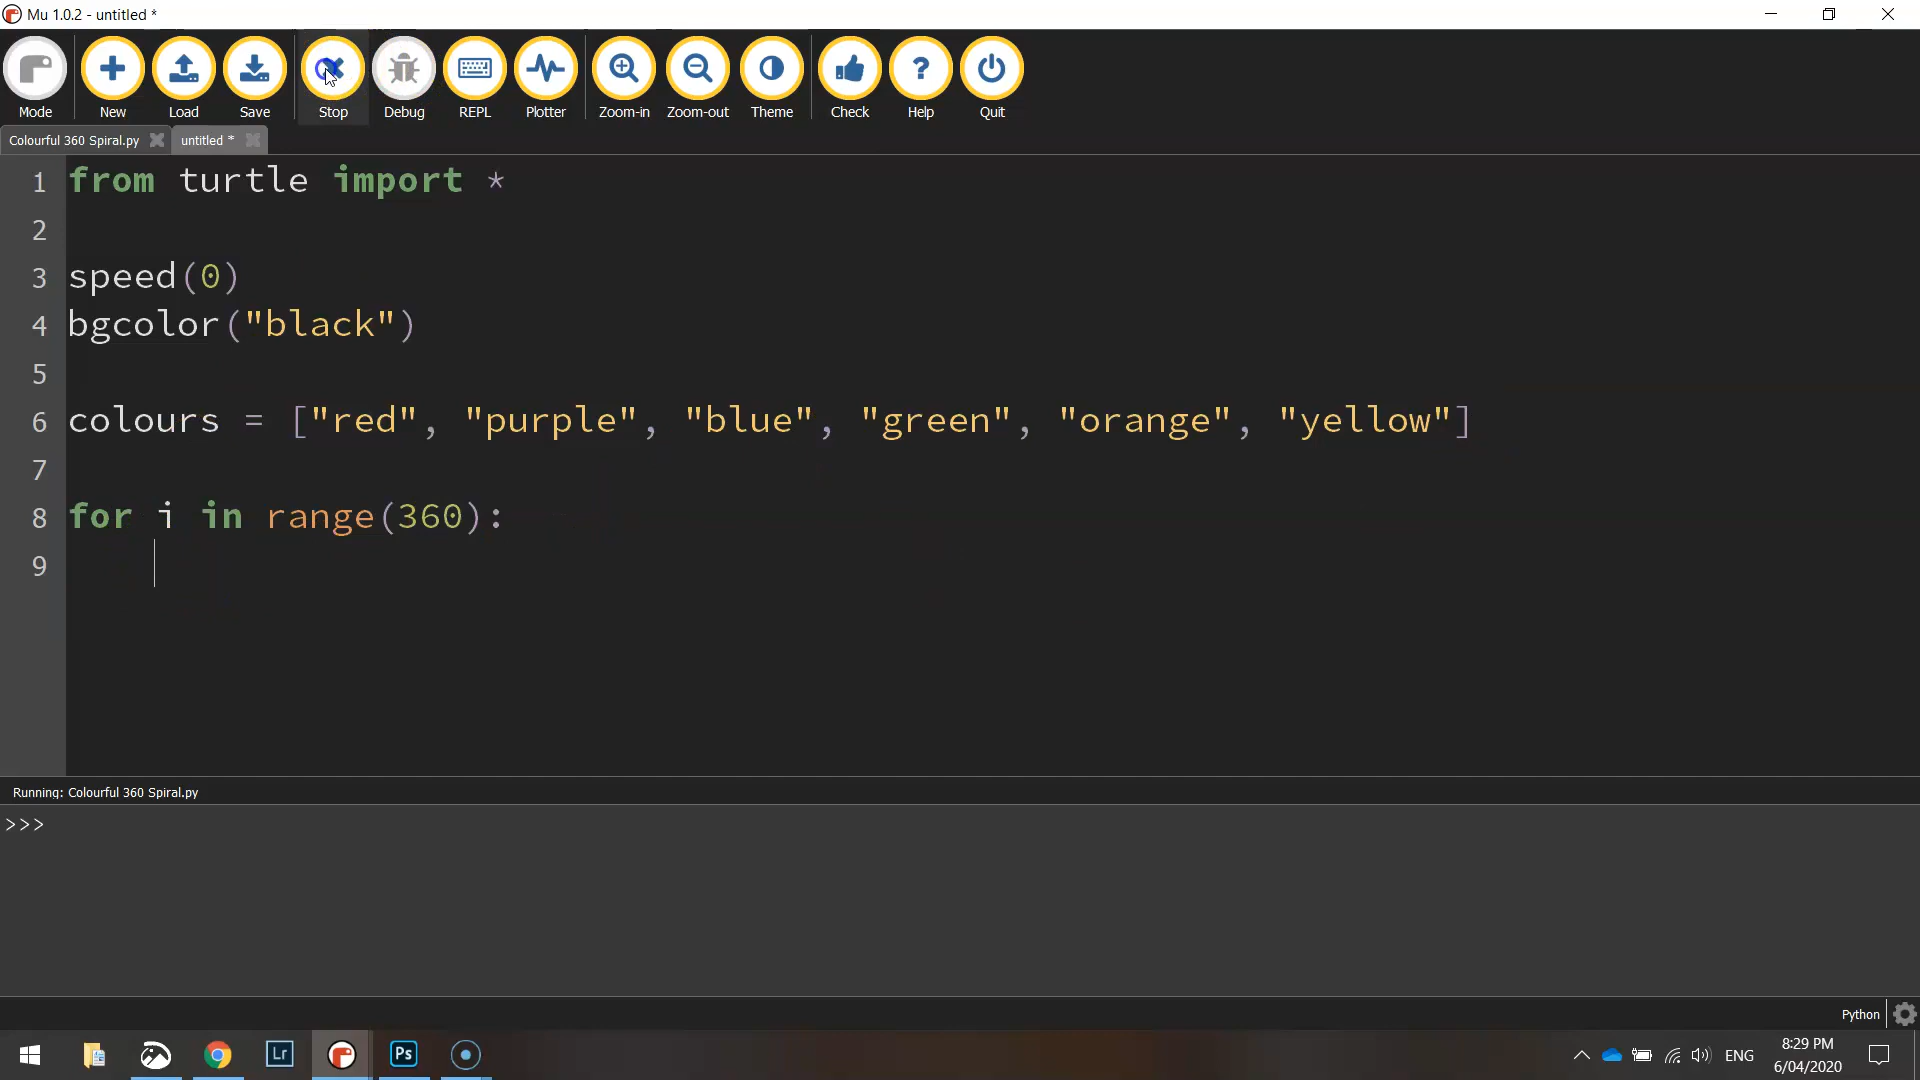 Mu 1.0.2 - untitled *
Mode New Load Save Stop Debug REPL Plotter Zoom-in Zoom-out Theme Check Help Quit
Colourful 360 Spiral.py untitled *
1 from turtle import *
2
3 speed(0)
4 bgcolor("black")
5
6 colours = ["red", "purple", "blue", "green", "orange", "yellow"]
7
8 for i in range(360):
9
Running: Colourful 360 Spiral.py
>>>
Python
Lr Ps ENG 8:29 PM
6/04/2020